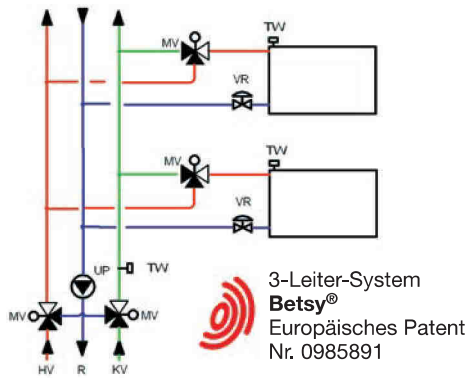 TW
MV
VR
TW
MV
VR
UP
TW
MV
MV
HV
R
KV
3-Leiter-System
Betsy®
Europäisches Patent
Nr. 0985891